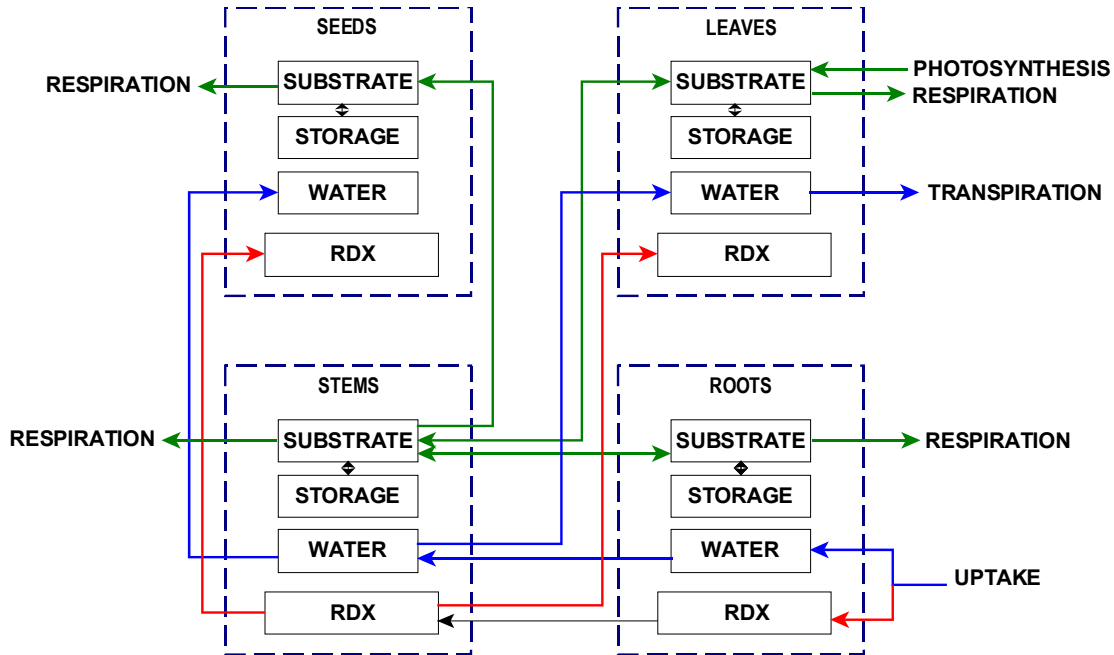 SEEDS
RESPIRATION
SUBSTRATE
STORAGE
WATER
RDX
LEAVES
SUBSTRATE
PHOTOSYNTHESIS
RESPIRATION
STORAGE
WATER
TRANSPIRATION
RDX
STEMS
RESPIRATION
SUBSTRATE
STORAGE
WATER
RDX
ROOTS
SUBSTRATE
RESPIRATION
STORAGE
WATER
UPTAKE
RDX